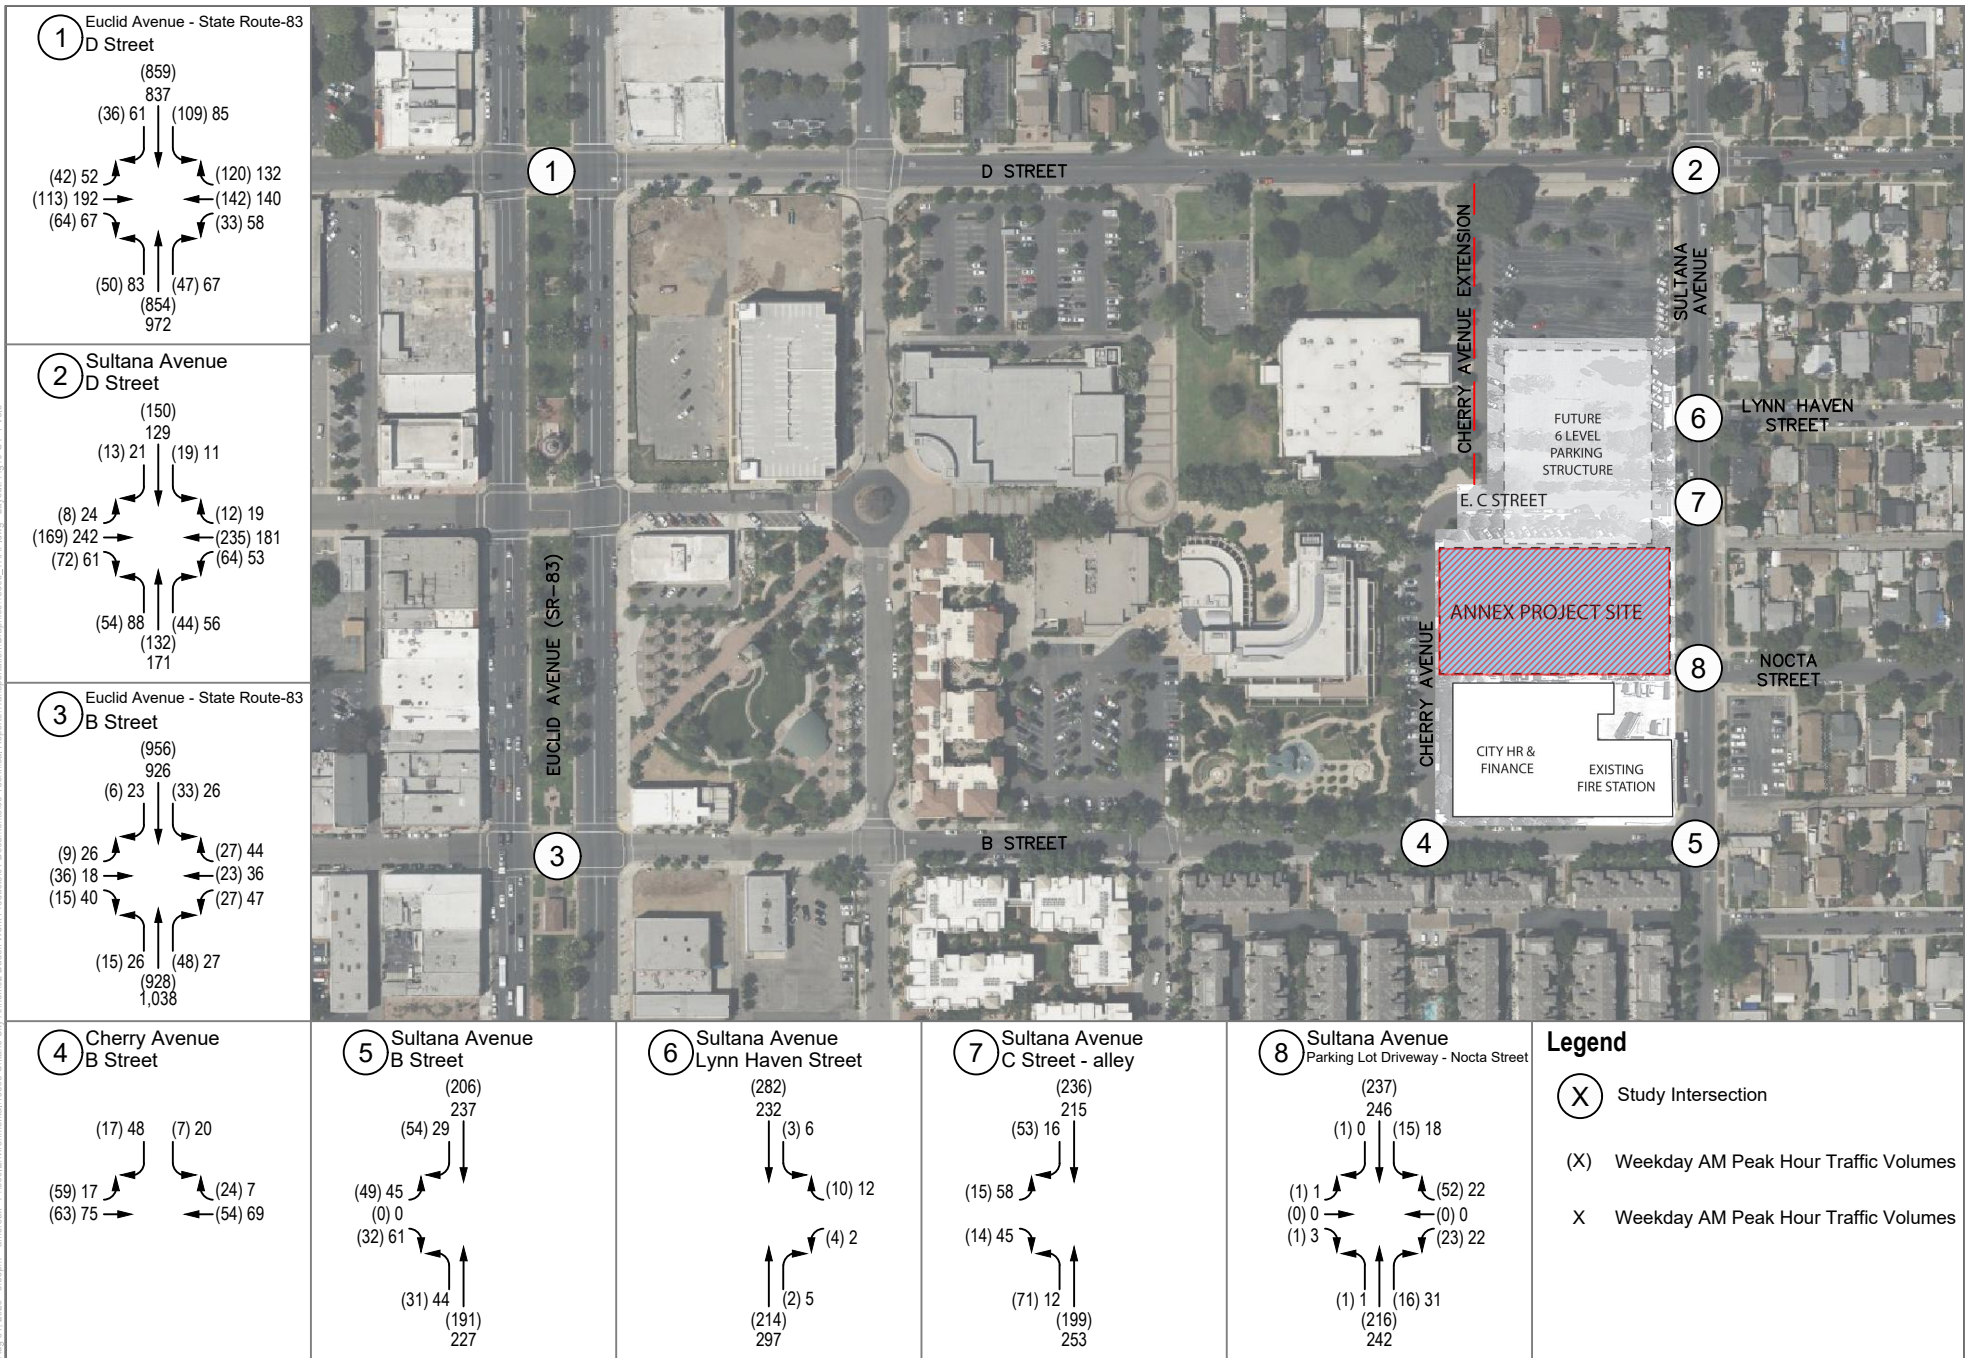 1
Euclid Avenue - State Route-83
D Street
(859)
837
(36) 61
(109) 85
(42) 52
(113) 192
(64) 67
(120) 132
(142) 140
(33) 58
(50) 83
(47) 67
(854)
972
2
Sultana Avenue
D Street
(150)
129
(13) 21
(19) 11
(8) 24
(169) 242
(72) 61
(12) 19
(235) 181
(64) 53
(54) 88
(44) 56
(132)
171
3
Euclid Avenue - State Route-83
B Street
(956)
926
(6) 23
(33) 26
(9) 26
(36) 18
(15) 40
(27) 44
(23) 36
(27) 47
(15) 26
(48) 27
(928)
1,038
1
D STREET
2
CHERRY AVENUE EXTENSION
SULTANA
AVENUE
FUTURE
6 LEVEL
PARKING
STRUCTURE
6
LYNN HAVEN
STREET
E. C STREET
7
EUCLID AVENUE (SR-83)
ANNEX PROJECT SITE
CHERRY AVENUE
8
NOCTA
STREET
CITY HR &
FINANCE
EXISTING
FIRE STATION
3
B STREET
4
5
4
Cherry Avenue
B Street
(17) 48
(7) 20
(59) 17
(63) 75
(24) 7
(54) 69
5
Sultana Avenue
B Street
(206)
237
(54) 29
(49) 45
(0) 0
(32) 61
(31) 44
(191)
227
6
Sultana Avenue
Lynn Haven Street
(282)
232
(3) 6
(10) 12
(4) 2
(2) 5
(214)
297
7
Sultana Avenue
C Street - alley
(236)
215
(53) 16
(15) 58
(14) 45
(71) 12
(199)
253
8
Sultana Avenue
Parking Lot Driveway - Nocta Street
(237)
246
(1) 0
(15) 18
(1) 1
(0) 0
(1) 3
(52) 22
(0) 0
(23) 22
(1) 1
(16) 31
(216)
242
Legend
X Study Intersection
(X) Weekday AM Peak Hour Traffic Volumes
X Weekday AM Peak Hour Traffic Volumes